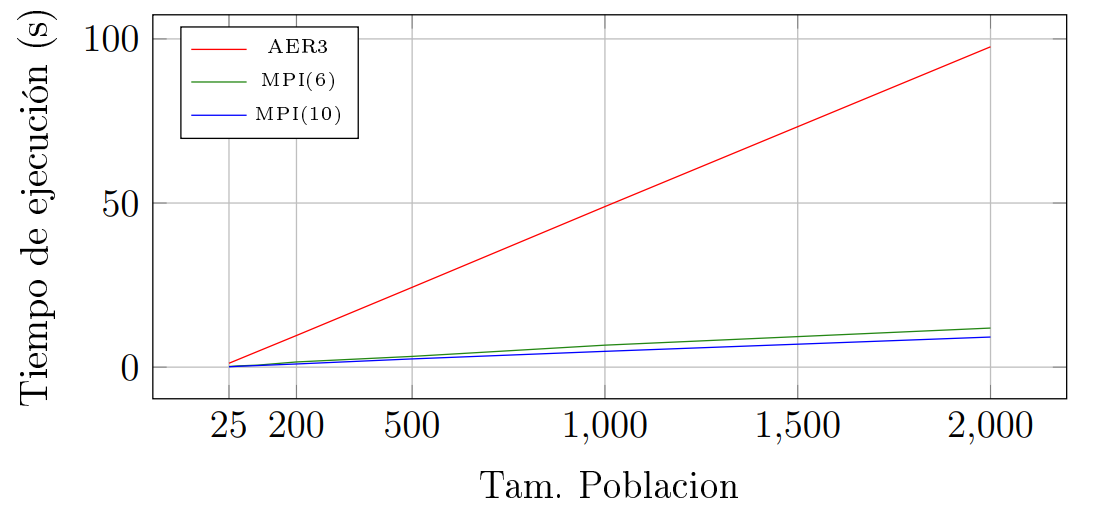 Tiempo de ejecución (s)
100
50
0
AER3
MPI(6)
MPI(10)
25 200 500 1,000 1,500 2,000
Tam. Poblacion